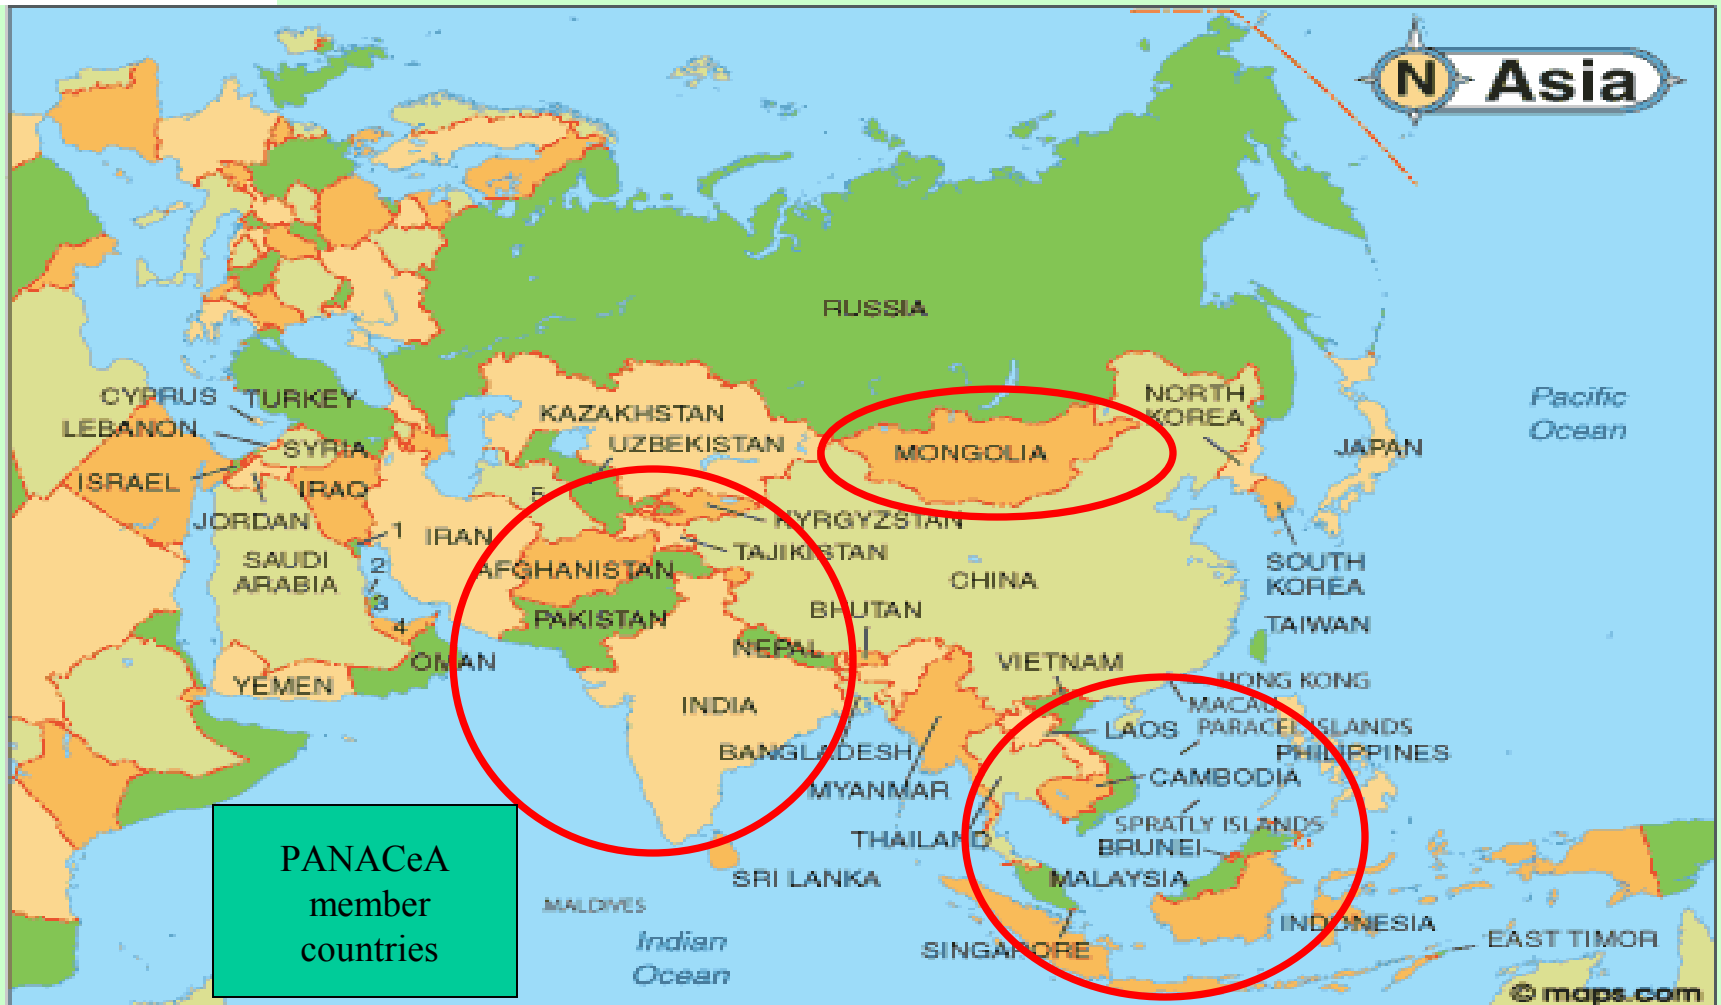 N Asia
RUSSIA
CYPRUS
TURKEY
LEBANON
SYRIA
ISRAEL
IRAQ
JORDAN
SAUDI
ARABIA
1
2
3
4
5
IRAN
KAZAKHSTAN
UZBEKISTAN
MONGOLIA
NORTH
KOREA
JAPAN
Pacific
Ocean
KYRGYZSTAN
TAJIKISTAN
AFGHANISTAN
PAKISTAN
CHINA
SOUTH
KOREA
BHUTAN
TAIWAN
NEPAL
OMAN
YEMEN
VIETNAM
HONG KONG
MACAU
INDIA
LAOS
PARACEL ISLANDS
PHILIPPINES
BANGLADESH
CAMBODIA
MYANMAR
SPRATLY ISLANDS
THAILAND
BRUNEI
SRI LANKA
MALAYSIA
MALDIVES
INDONESIA
Indian
Ocean
SINGAPORE
EAST TIMOR
PANACeA
member
countries
© maps.com